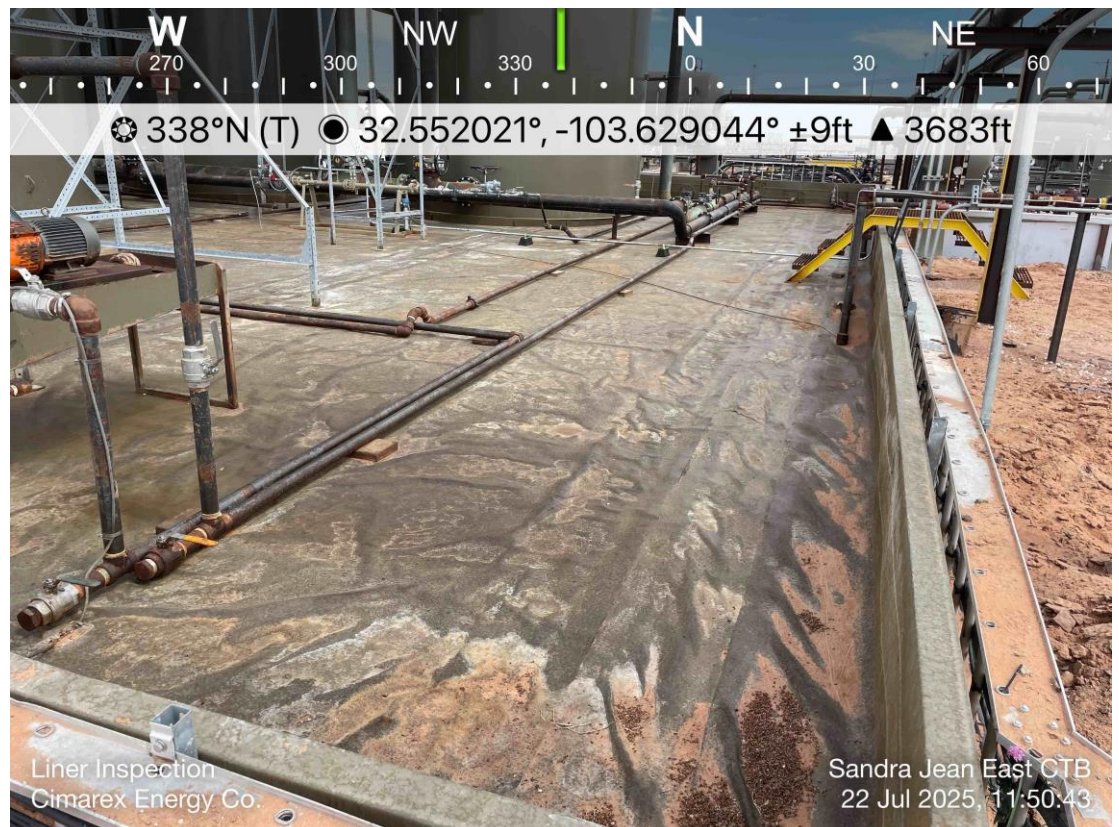 W NW N NE
270 300 330 0 30 60
338°N (T) 32.552021°, -103.629044° ±9ft ▲ 3683ft
Liner Inspection
Cimarex Energy Co.
Sandra Jean East CTB
22 Jul 2025, 11:50:43